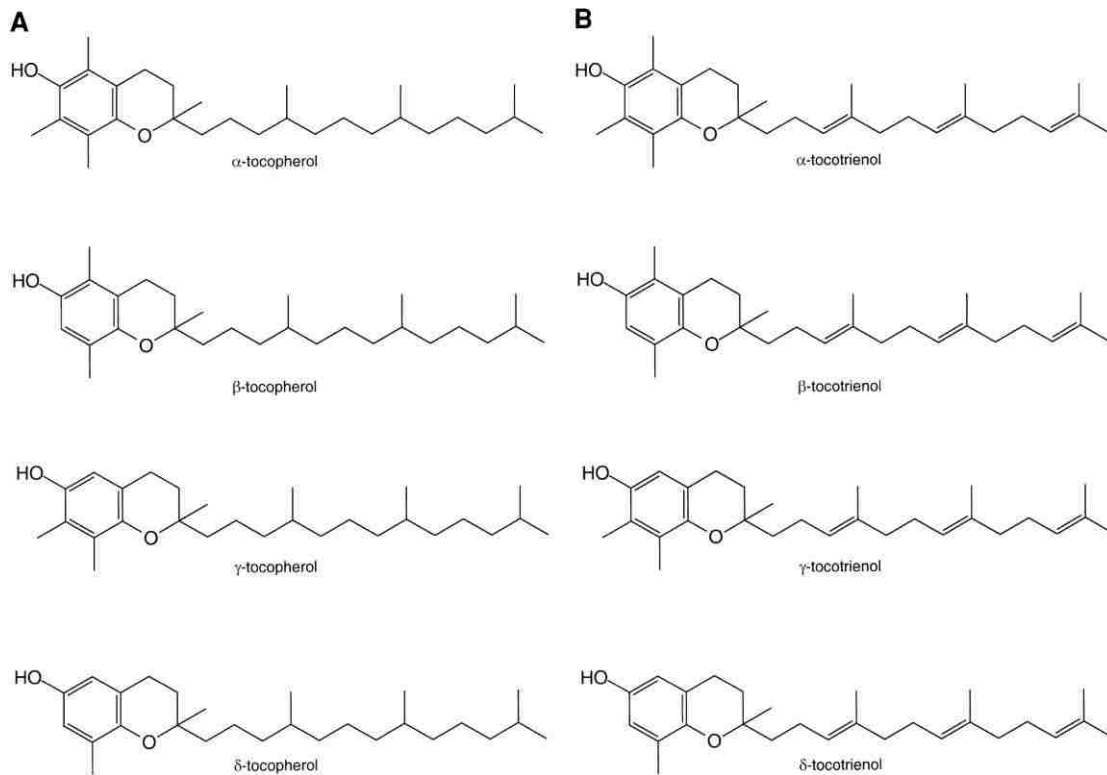 A
B
HO
O
α-tocopherol
HO
O
α-tocotrienol
HO
O
β-tocopherol
HO
O
β-tocotrienol
HO
O
γ-tocopherol
HO
O
γ-tocotrienol
HO
O
δ-tocopherol
HO
O
δ-tocotrienol